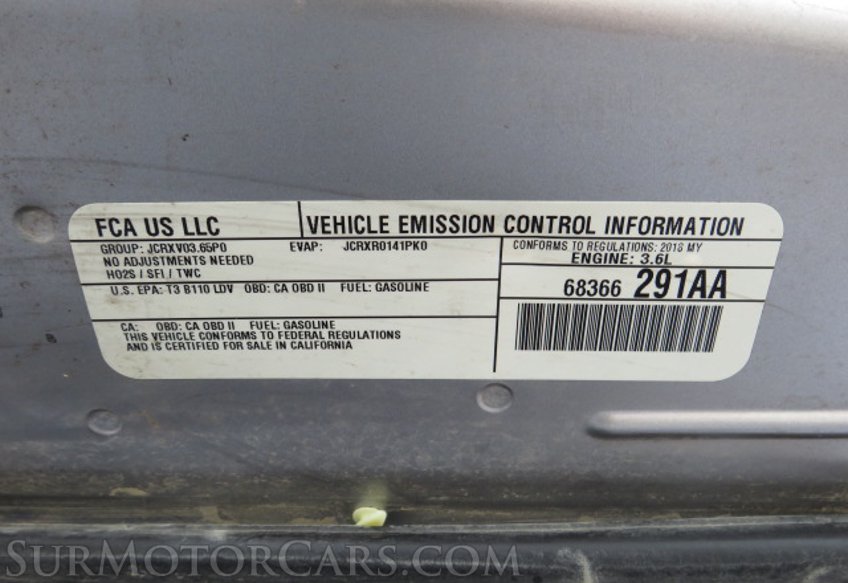 FCA US LLC
VEHICLE EMISSION CONTROL INFORMATION
GROUP: JCRXV03.65P0 EVAP: JCRXR0141PK0
NO ADJUSTMENTS NEEDED
HO2S / SFI / TWC
CONFORMS TO REGULATIONS: 2018 MY
ENGINE: 3.6L
U.S. EPA: T3 B110 LDV OBD: CA OBD II FUEL: GASOLINE
68366 291AA
CA: OBD: CA OBD II FUEL: GASOLINE
THIS VEHICLE CONFORMS TO FEDERAL REGULATIONS
AND IS CERTIFIED FOR SALE IN CALIFORNIA
SURMOTORCARS.COM